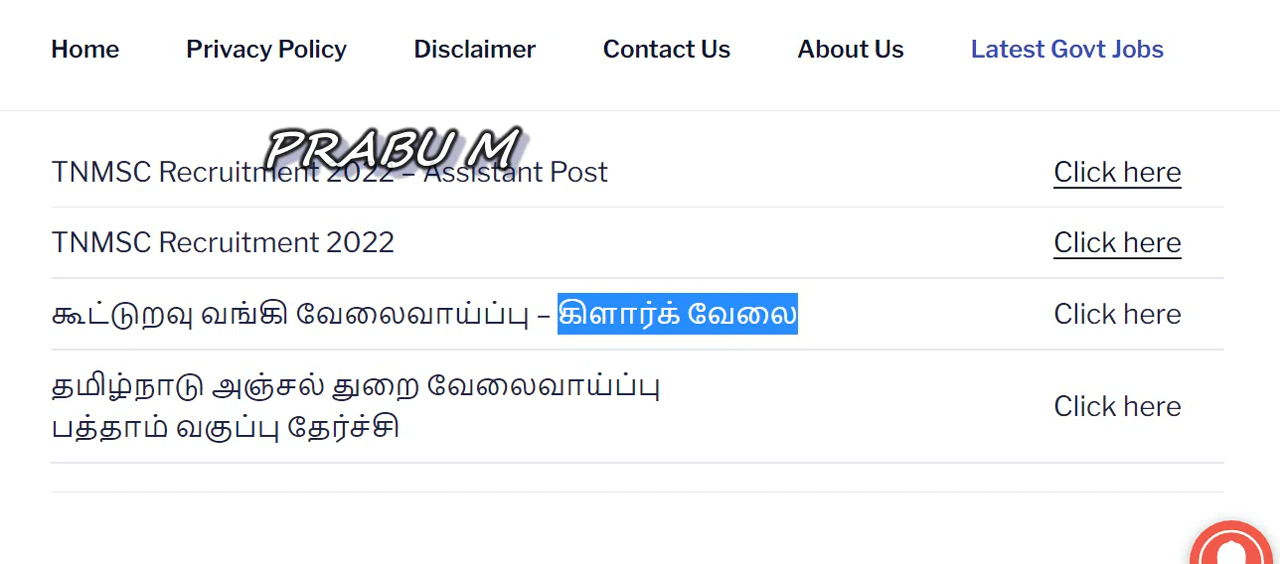 Home Privacy Policy Disclaimer Contact Us About Us Latest Govt Jobs
PRABU M
TNMSC Recruitment 2022 – Assistant Post Click here
TNMSC Recruitment 2022 Click here
கூட்டுறவு வங்கி வேலைவாய்ப்பு – கிளார்க் வேலை Click here
தமிழ்நாடு அஞ்சல் துறை வேலைவாய்ப்பு
பத்தாம் வகுப்பு தேர்ச்சி Click here